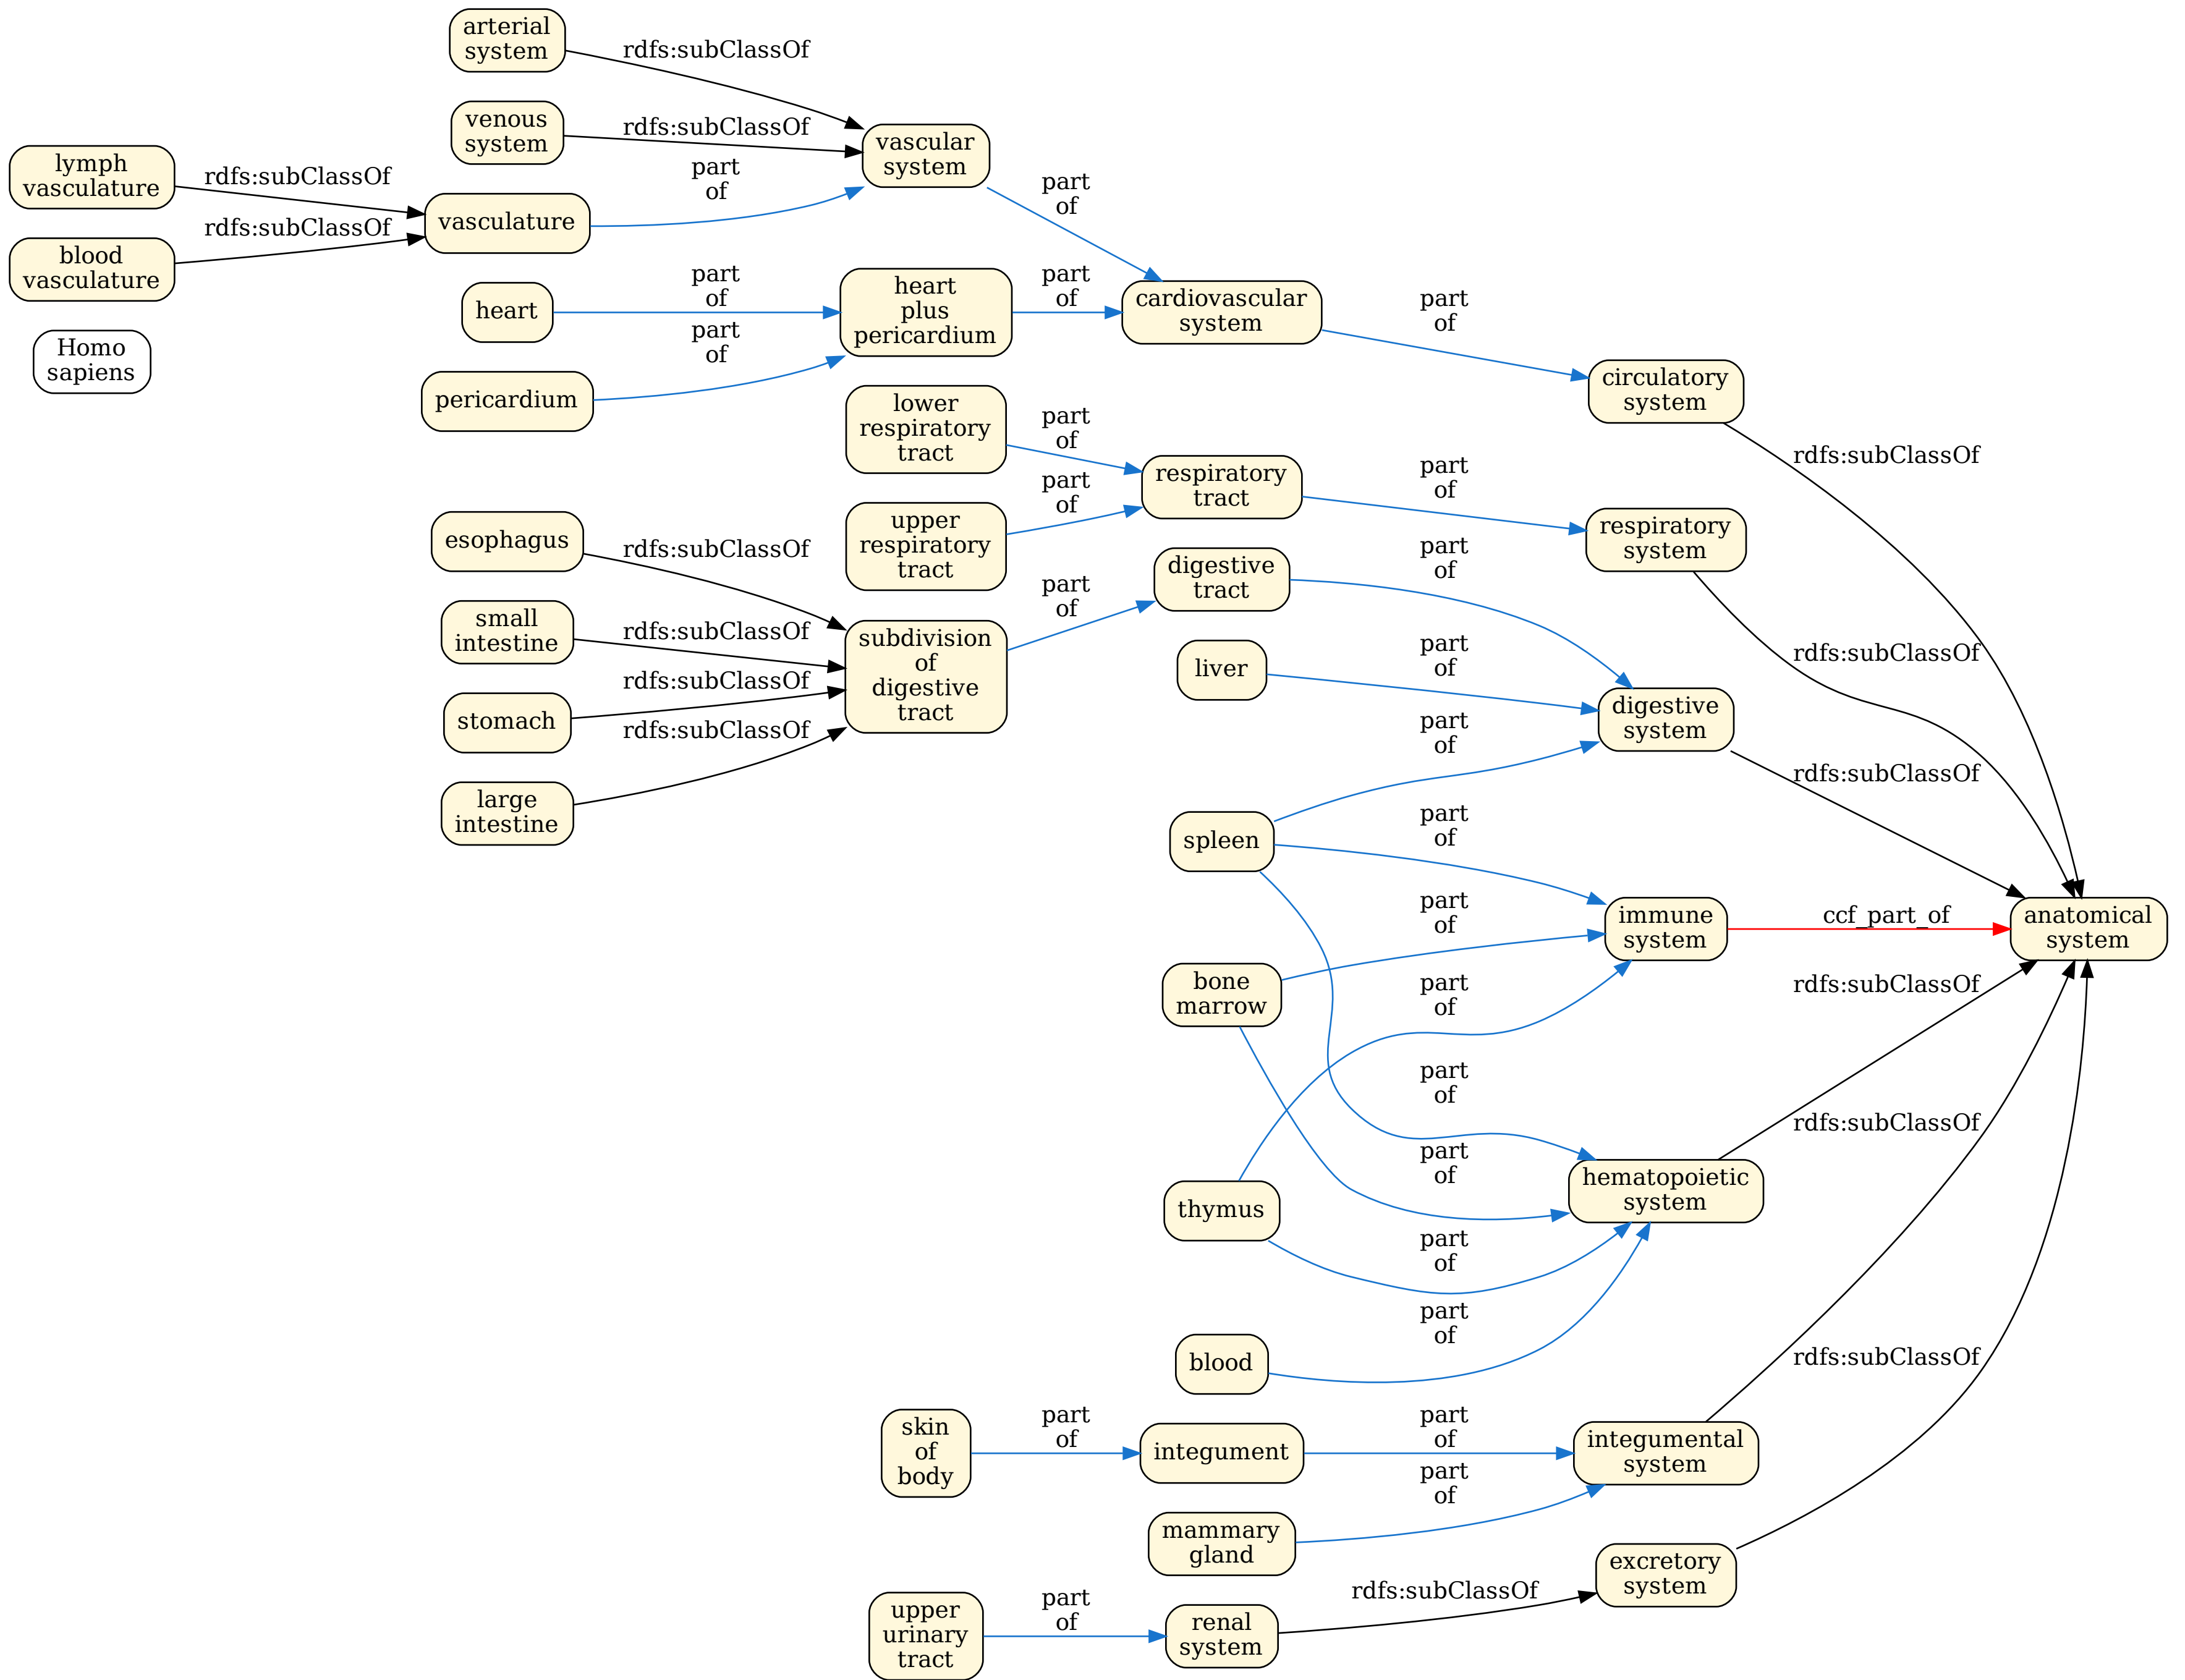 arterial
system
rdfs:subClassOf
venous
system
rdfs:subClassOf
vascular
system
lymph
vasculature
rdfs:subClassOf
part
of
part
of
vasculature
blood
vasculature
rdfs:subClassOf
heart
part
of
heart
plus
pericardium
part
of
cardiovascular
system
part
of
Homo
sapiens
pericardium
part
of
circulatory
system
lower
respiratory
tract
part
of
rdfs:subClassOf
respiratory
tract
part
of
upper
respiratory
tract
part
of
respiratory
system
esophagus
rdfs:subClassOf
digestive
tract
part
of
small
intestine
rdfs:subClassOf
part
of
rdfs:subClassOf
subdivision
of
digestive
tract
liver
part
of
stomach
rdfs:subClassOf
digestive
system
rdfs:subClassOf
part
of
rdfs:subClassOf
large
intestine
spleen
part
of
immune
system
ccf_part_of
anatomical
system
part
of
bone
marrow
part
of
rdfs:subClassOf
part
of
rdfs:subClassOf
part
of
hematopoietic
system
thymus
part
of
blood
part
of
rdfs:subClassOf
skin
of
body
part
of
integument
part
of
integumental
system
part
of
mammary
gland
excretory
system
upper
urinary
tract
part
of
renal
system
rdfs:subClassOf